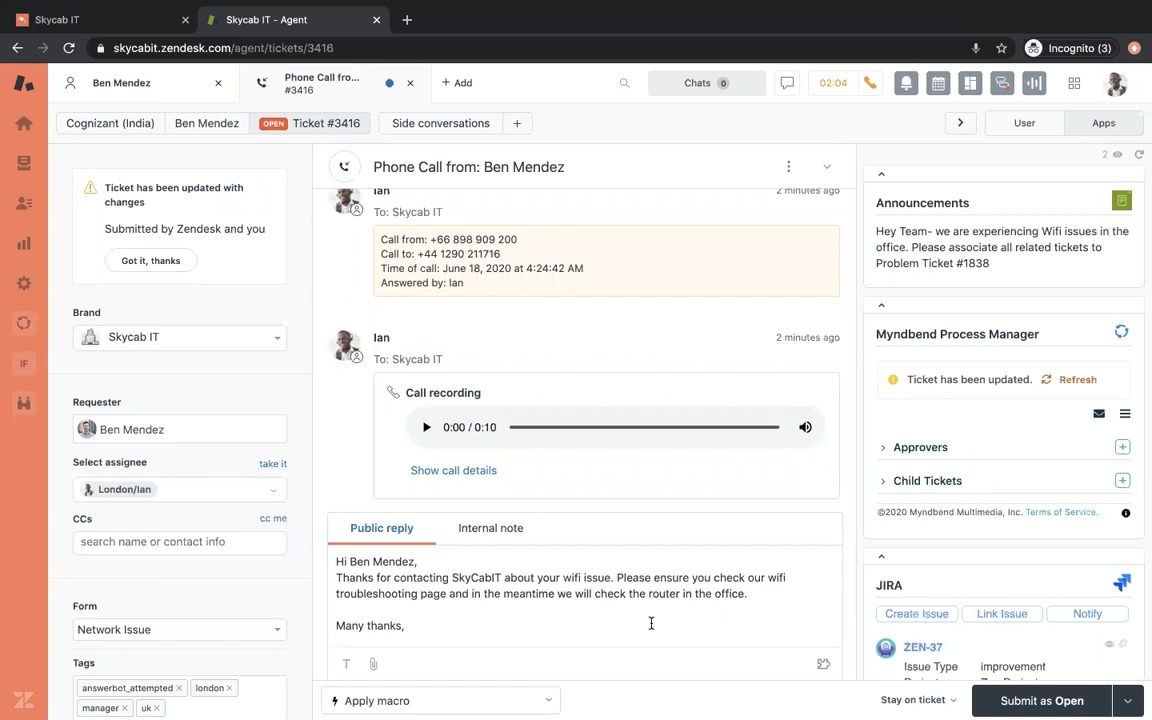 Skycab IT
Skycab IT - Agent
skycabit.zendesk.com/agent/tickets/3416
Incognito (3)
Ben Mendez
Phone Call fro...
#3416
+ Add
Chats 0
02:04
Cognizant (India)
Ben Mendez
OPEN Ticket #3416
Side conversations
+
User
Apps
Ticket has been updated with
changes
Submitted by Zendesk and you
Got it, thanks
Brand
Skycab IT
Requester
Ben Mendez
Select assignee
take it
London/Ian
CCs
cc me
search name or contact info
Form
Network Issue
Tags
answerbot_attempted ×
london ×
manager ×
uk ×
IF
Phone Call from: Ben Mendez
Ian
2 minutes ago
To: Skycab IT
Call from: +66 898 909 200
Call to: +44 1290 211716
Time of call: June 18, 2020 at 4:24:42 AM
Answered by: Ian
Ian
2 minutes ago
To: Skycab IT
Call recording
0:00 / 0:10
Show call details
Public reply
Internal note
Hi Ben Mendez,
Thanks for contacting SkyCabIT about your wifi issue. Please ensure you check our wifi
troubleshooting page and in the meantime we will check the router in the office.
Many thanks,
T
Apply macro
Stay on ticket
Submit as Open
2
Announcements
Hey Team- we are experiencing Wifi issues in the
office. Please associate all related tickets to
Problem Ticket #1838
Myndbend Process Manager
Ticket has been updated.
Refresh
Approvers
Child Tickets
©2020 Myndbend Multimedia, Inc. Terms of Service.
JIRA
Create Issue
Link Issue
Notify
ZEN-37
Issue Type
improvement